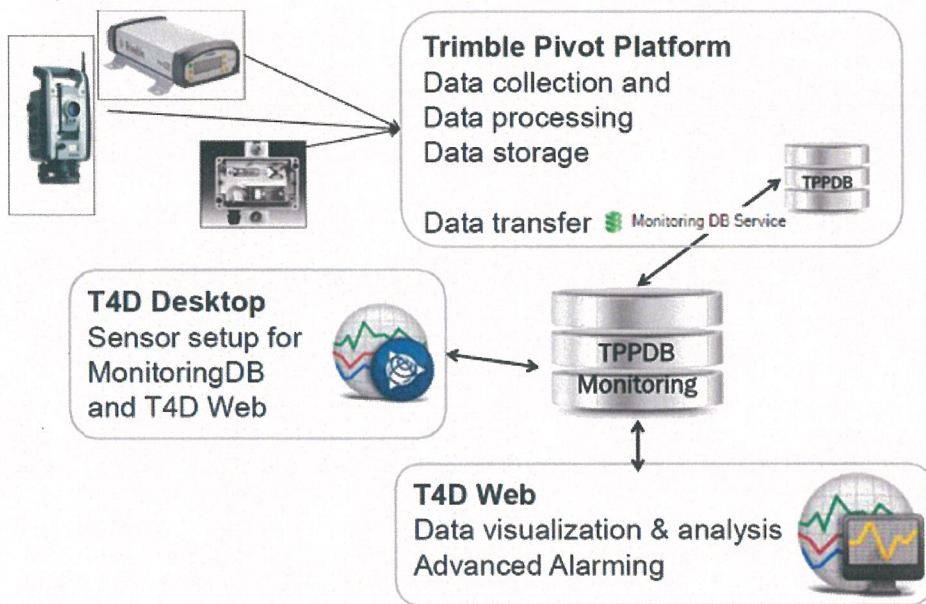 Trimble Pivot Platform
Data collection and
Data processing
Data storage
TPPDB
Data transfer Monitoring DB Service
T4D Desktop
Sensor setup for
MonitoringDB
and T4D Web
TPPDB
Monitoring
T4D Web
Data visualization & analysis
Advanced Alarming